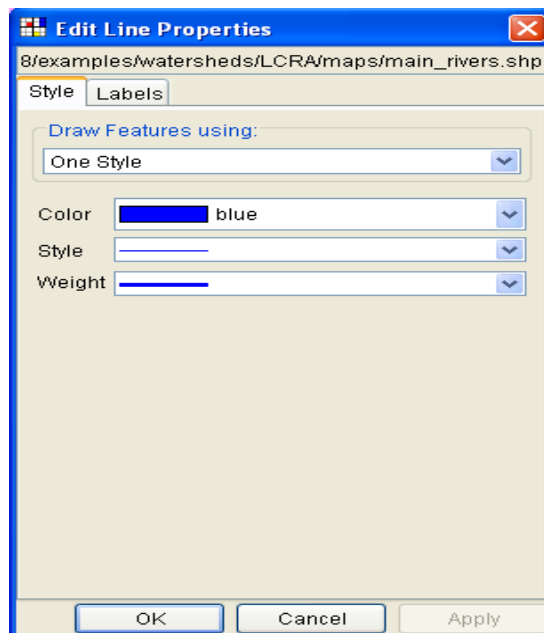 Edit Line Properties
8/examples/watersheds/LCRA/maps/main_rivers.shp
Style Labels
Draw Features using:
One Style
Color blue
Style
Weight
OK Cancel Apply